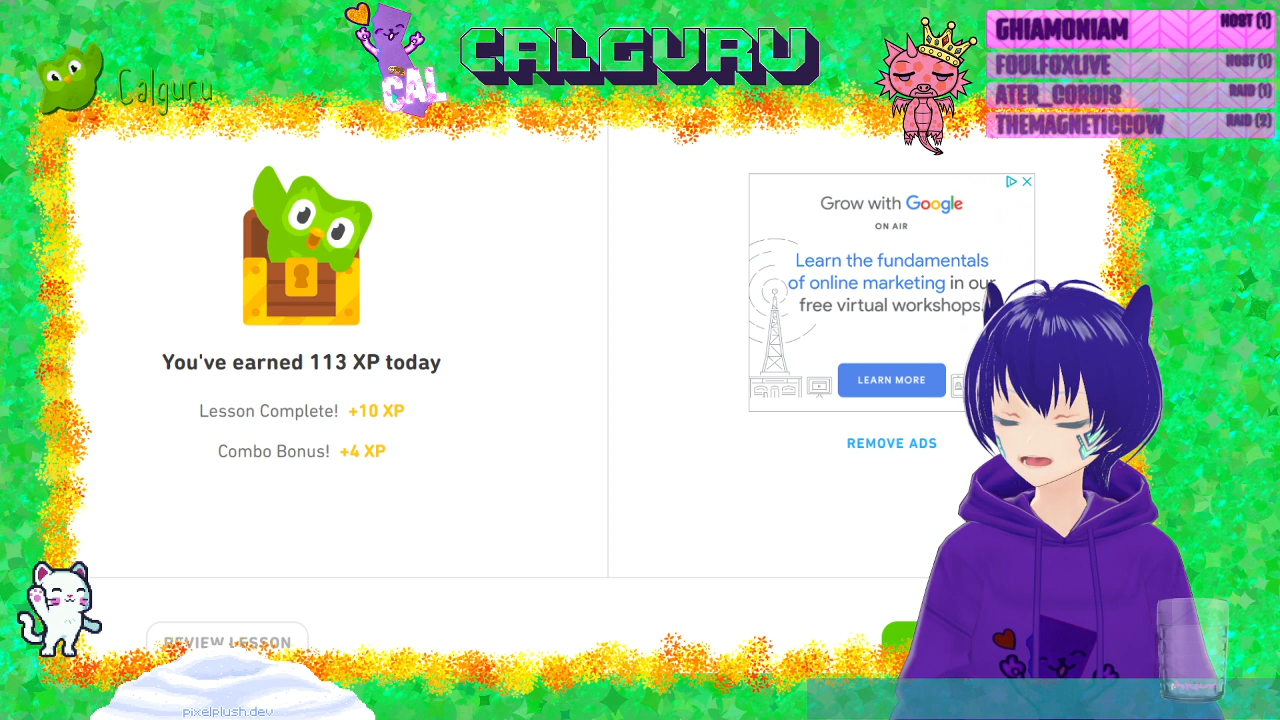 Calguru
CAL
CALGURU
GHIAMONIAM HOST (1)
FOULFOXLIVE HOST (1)
ATER_CORDIS RAID (1)
THEMAGNETICCOW RAID (2)
You've earned 113 XP today
Lesson Complete! +10 XP
Combo Bonus! +4 XP
REVIEW LESSON
Grow with Google
ON AIR
Learn the fundamentals
of online marketing in our
free virtual workshops.
LEARN MORE
REMOVE ADS
pixelplush.dev